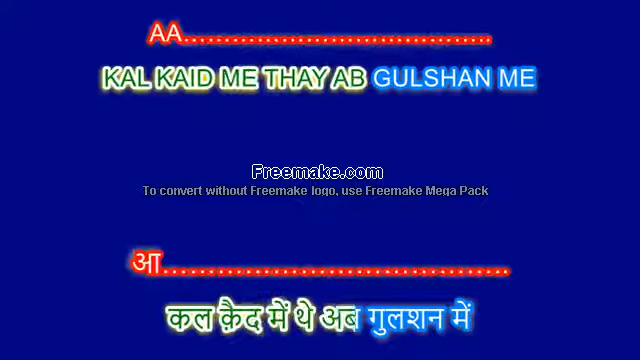 AA.......................................
KAL KAID ME THAY AB GULSHAN ME
Freemake.com
To convert without Freemake logo, use Freemake Mega Pack
आ.......................................
कल क़ैद में थे अब गुलशन में